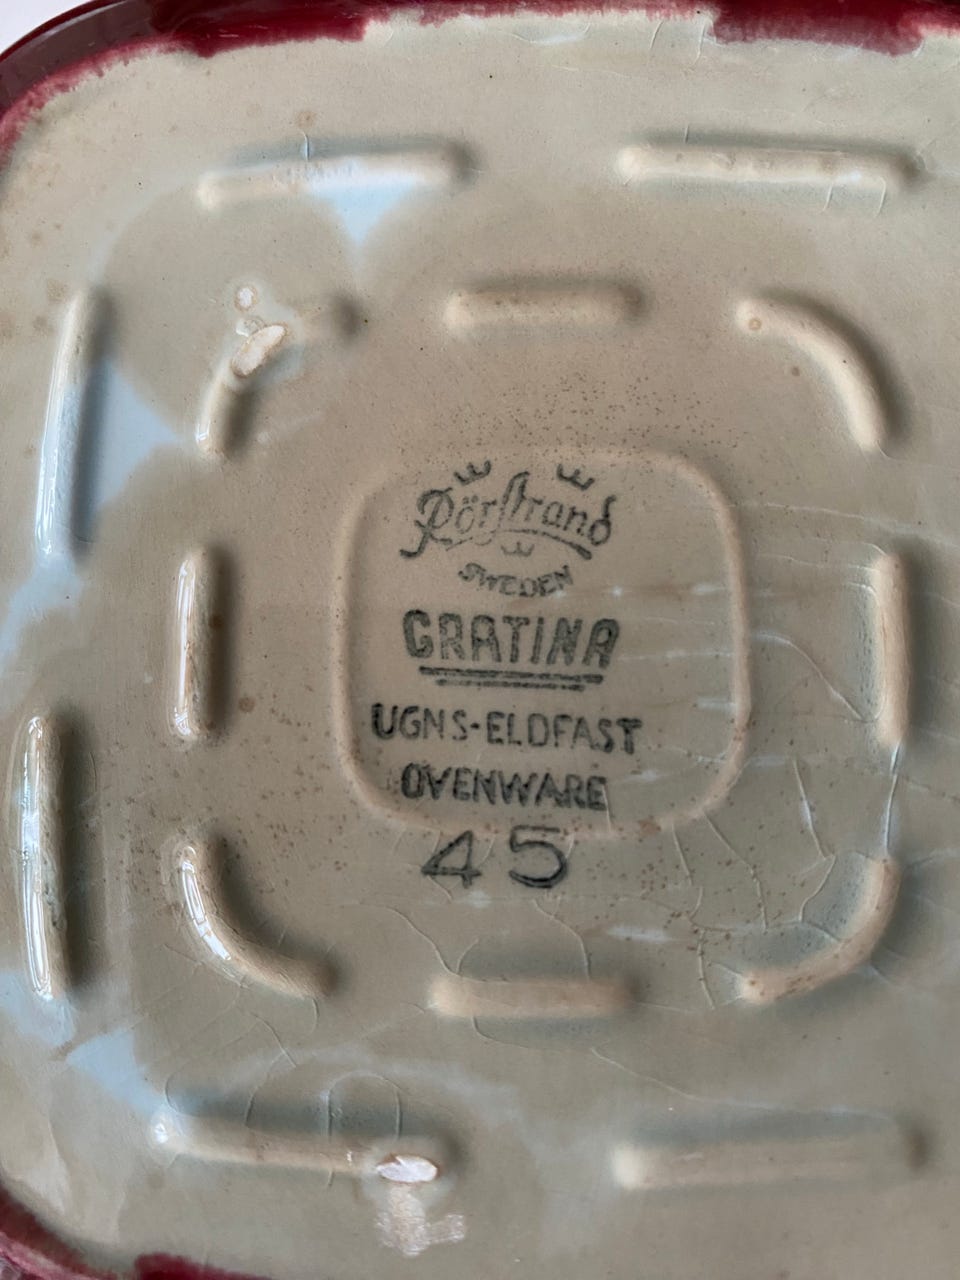 Rörstrand
SWEDEN
GRATINA
UGNS-ELDFAST
OVENWARE
45